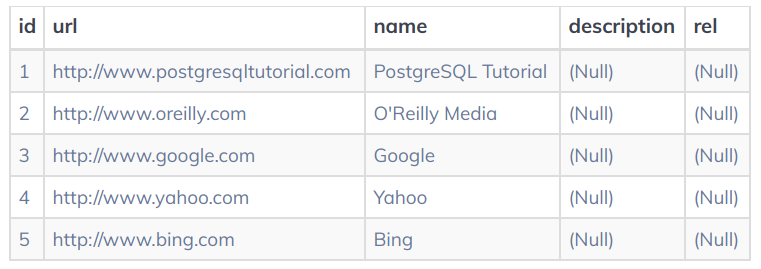 id url name description rel
1 http://www.postgresqltutorial.com PostgreSQL Tutorial (Null) (Null)
2 http://www.oreilly.com O'Reilly Media (Null) (Null)
3 http://www.google.com Google (Null) (Null)
4 http://www.yahoo.com Yahoo (Null) (Null)
5 http://www.bing.com Bing (Null) (Null)